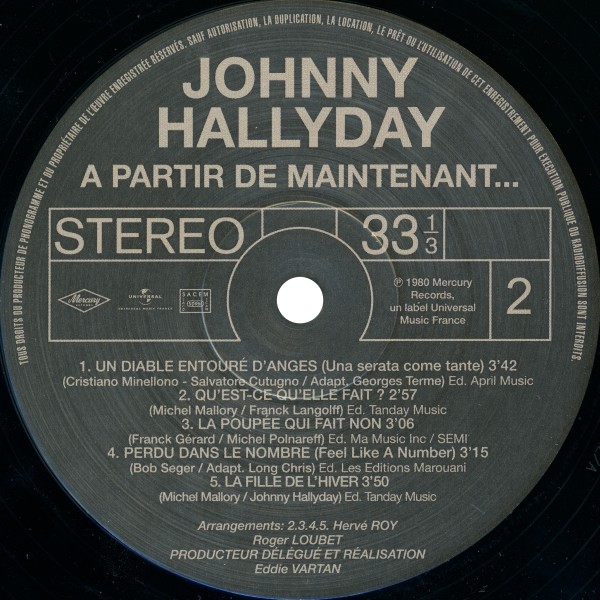 TOUS DROITS DU PRODUCTEUR DE PHONOGRAMME ET DU PROPRIÉTAIRE DE L'ŒUVRE ENREGISTRÉE RÉSERVÉS. SAUF AUTORISATION, LA DUPLICATION, LA LOCATION, LE PRÊT OU L'UTILISATION DE CET ENREGISTREMENT POUR EXÉCUTION PUBLIQUE OU RADIODIFFUSION SONT INTERDITS.
JOHNNY
HALLYDAY
A PARTIR DE MAINTENANT...
STEREO
33 1/3
Mercury
UNIVERSAL
UNIVERSAL MUSIC FRANCE
SACEM
℗ 1980 Mercury
Records,
un label Universal
Music France
2
1. UN DIABLE ENTOURÉ D'ANGES (Una serata come tante) 3'42
(Cristiano Minellono - Salvatore Cutugno / Adapt. Georges Terme) Ed. April Music
2. QU'EST-CE QU'ELLE FAIT ? 2'57
(Michel Mallory / Franck Langolff) Ed. Tanday Music
3. LA POUPÉE QUI FAIT NON 3'06
(Franck Gérard / Michel Polnareff) Ed. Ma Music Inc / SEMI
4. PERDU DANS LE NOMBRE (Feel Like A Number) 3'15
(Bob Seger / Adapt. Long Chris) Ed. Les Editions Marouani
5. LA FILLE DE L'HIVER 3'50
(Michel Mallory / Johnny Hallyday) Ed. Tanday Music
Arrangements: 2.3.4.5. Hervé ROY
Roger LOUBET
PRODUCTEUR DÉLÉGUÉ ET RÉALISATION
Eddie VARTAN